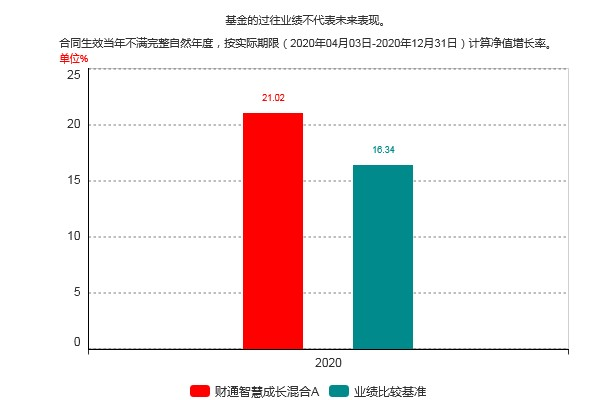 基金的过往业绩不代表未来表现。
合同生效当年不满完整自然年度，按实际期限（2020年04月03日-2020年12月31日）计算净值增长率。
单位%
25
21.02
20
16.34
15
10
5
0
2020
财通智慧成长混合A 业绩比较基准